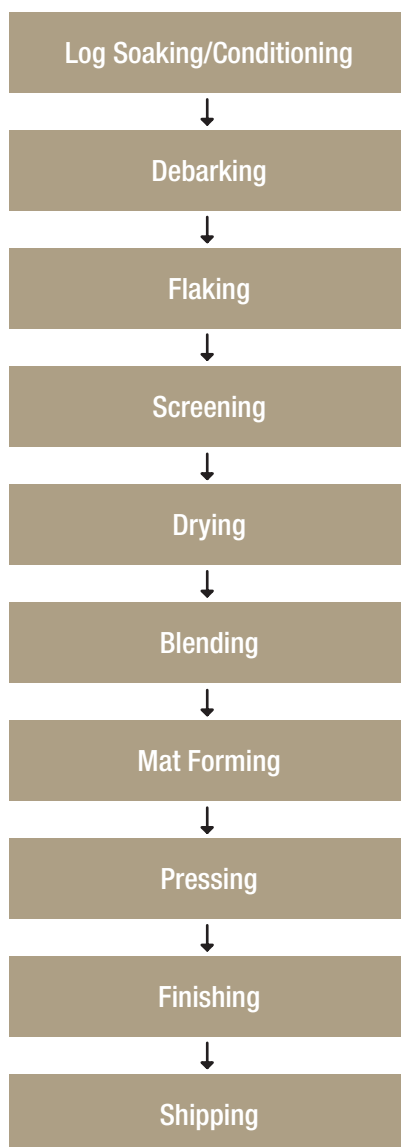 Log Soaking/Conditioning
Debarking
Flaking
Screening
Drying
Blending
Mat Forming
Pressing
Finishing
Shipping